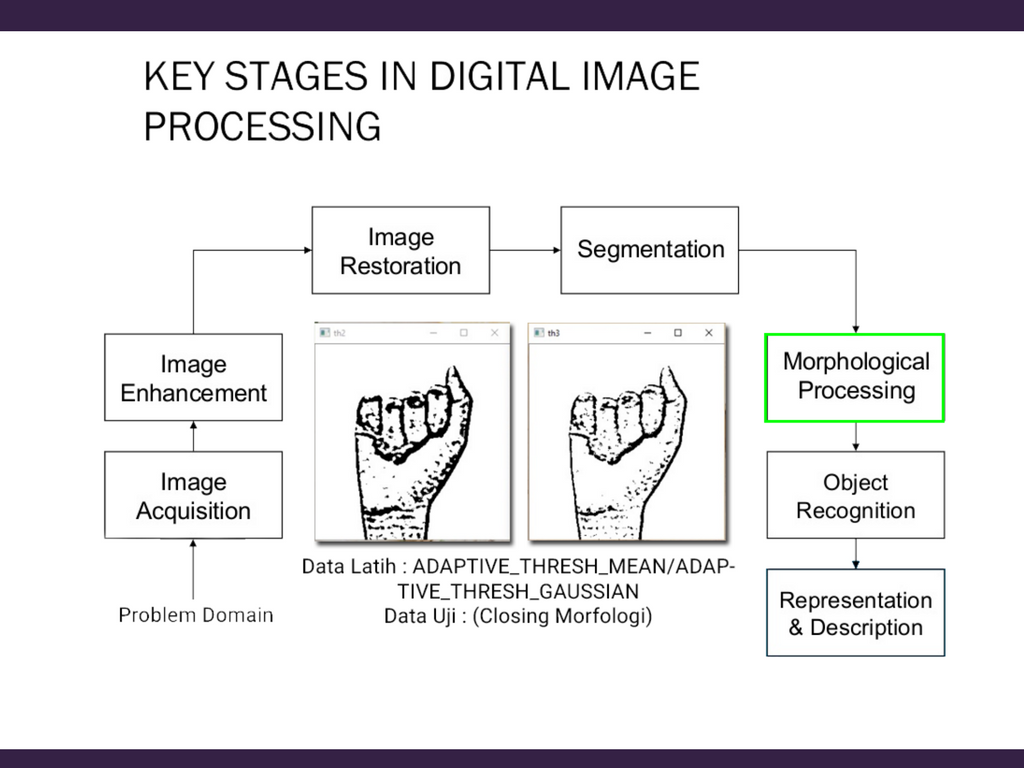 KEY STAGES IN DIGITAL IMAGE
PROCESSING
Image
Restoration
Segmentation
Image
Enhancement
th2
th3
Morphological
Processing
Image
Acquisition
Object
Recognition
Data Latih : ADAPTIVE_THRESH_MEAN/ADAP-
TIVE_THRESH_GAUSSIAN
Data Uji : (Closing Morfologi)
Problem Domain
Representation
& Description